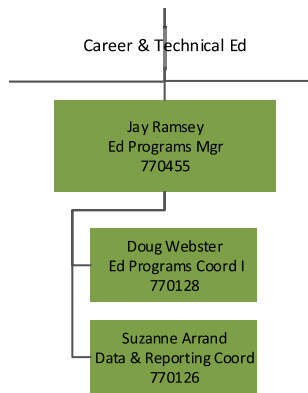 Career & Technical Ed
Jay Ramsey
Ed Programs Mgr
770455
Doug Webster
Ed Programs Coord I
770128
Suzanne Arrand
Data & Reporting Coord
770126